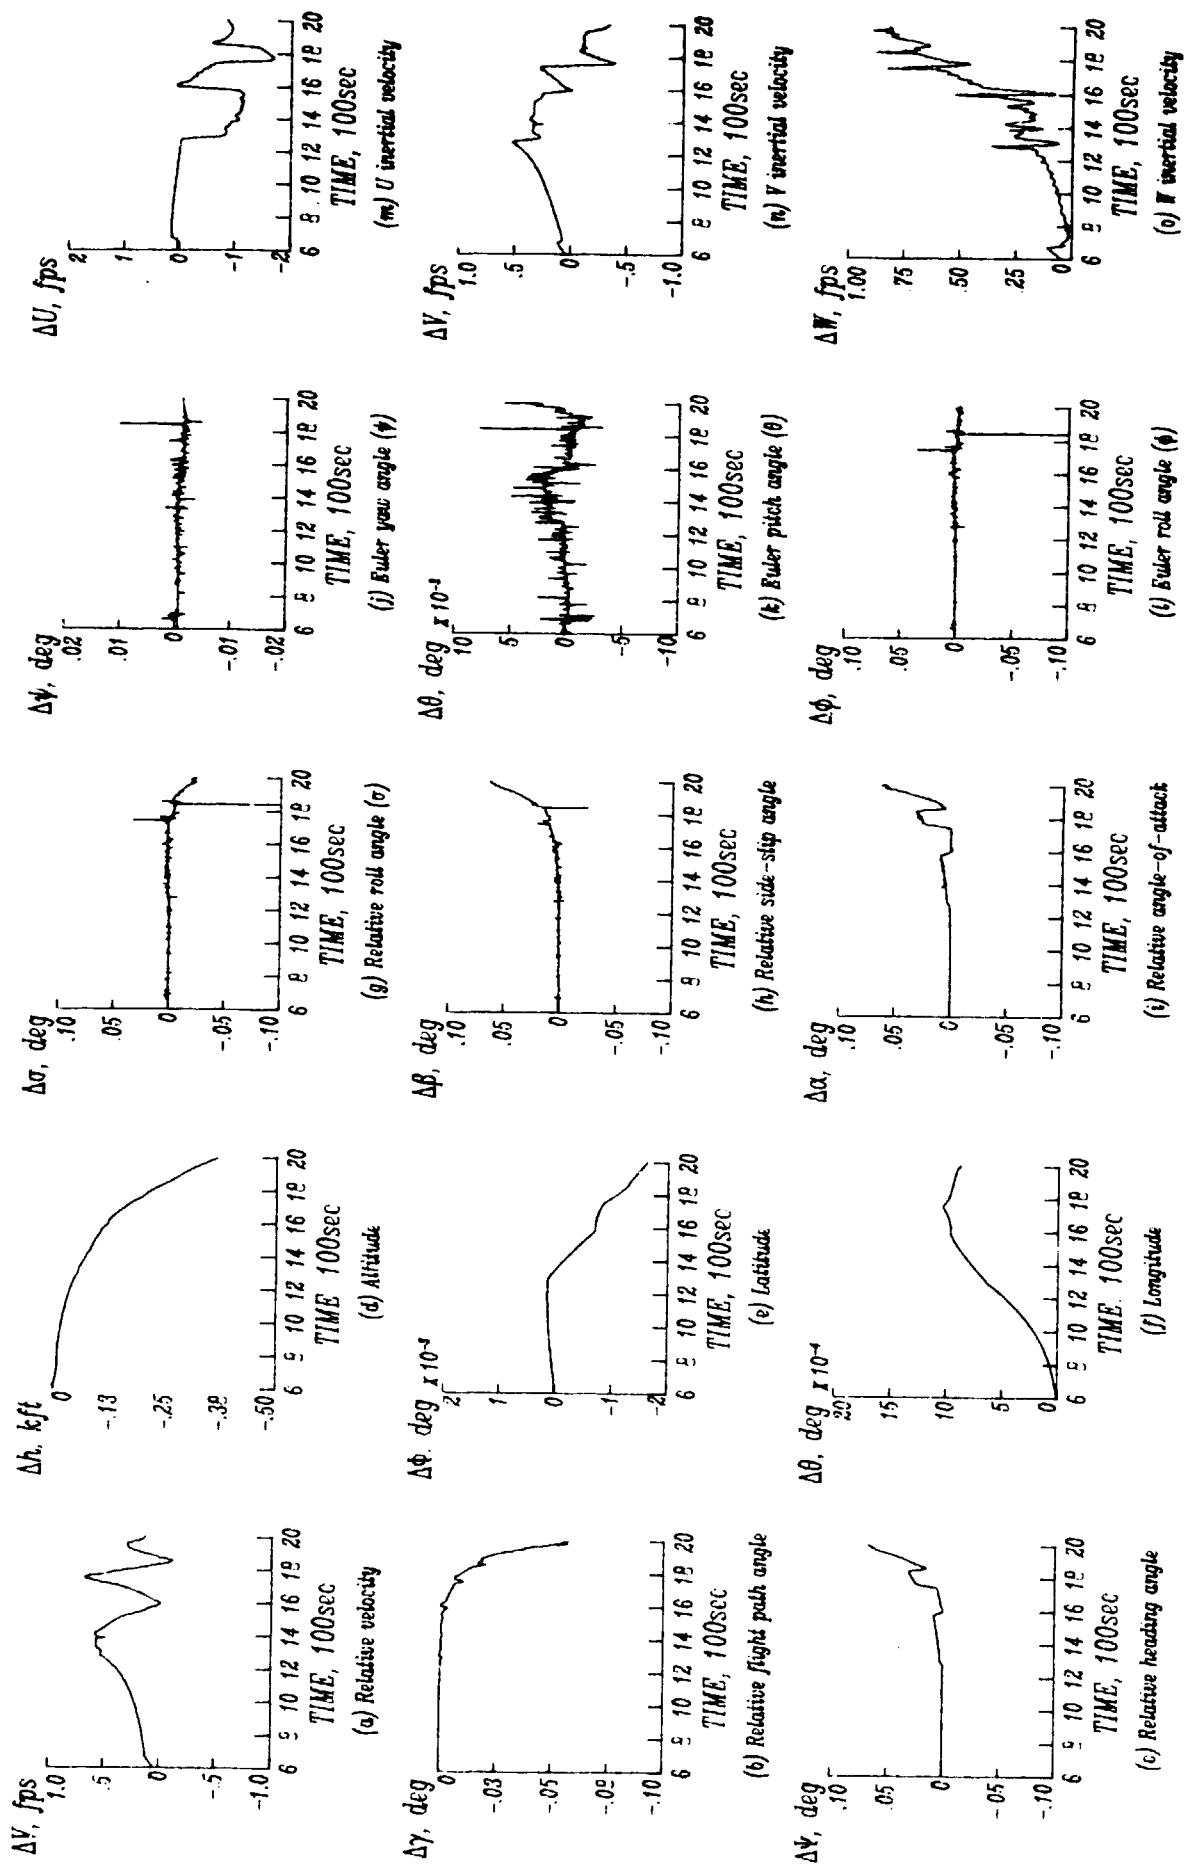 ΔV, fps
1.0
.5
0
-.5
-1.0
6 8 10 12 14 16 18 20
TIME, 100sec
(a) Relative velocity
Δγ, deg
0
-.03
-.05
-.08
-.10
6 8 10 12 14 16 18 20
TIME, 100sec
(b) Relative flight path angle
ΔΨ, deg
.10
.05
0
-.05
-.10
6 8 10 12 14 16 18 20
TIME, 100sec
(c) Relative heading angle
Δh, kft
0
-.13
-.25
-.38
-.50
6 8 10 12 14 16 18 20
TIME 100sec
(d) Altitude
ΔΦ. deg x 10⁻³
2
1
0
-1
-2
6 8 10 12 14 16 18 20
TIME, 100sec
(e) Latitude
Δθ, deg x 10⁻⁴
20
15
10
5
0
6 8 10 12 14 16 18 20
TIME. 100sec
(f) Longitude
Δσ, deg
.10
.05
0
-.05
-.10
6 8 10 12 14 16 18 20
TIME, 100sec
(g) Relative roll angle (σ)
Δβ, deg
.10
.05
0
-.05
-.10
6 8 10 12 14 16 18 20
TIME, 100sec
(h) Relative side-slip angle
Δα, deg
.10
.05
0
-.05
-.10
6 8 10 12 14 16 18 20
TIME, 100sec
(i) Relative angle-of-attack
Δψ, deg
.02
.01
0
-.01
-.02
6 8 10 12 14 16 18 20
TIME, 100sec
(j) Euler yaw angle (ψ)
Δθ, deg x 10⁻³
10
5
0
-5
-10
6 8 10 12 14 16 18 20
TIME, 100sec
(k) Euler pitch angle (θ)
Δϕ, deg
.10
.05
0
-.05
-.10
6 8 10 12 14 16 18 20
TIME, 100sec
(l) Euler roll angle (ϕ)
ΔU, fps
2
1
0
-1
-2
6 8 10 12 14 16 18 20
TIME, 100sec
(m) U inertial velocity
ΔV, fps
1.0
.5
0
-.5
-1.0
6 8 10 12 14 16 18 20
TIME, 100sec
(n) V inertial velocity
ΔW, fps
1.00
.75
.50
.25
0
6 8 10 12 14 16 18 20
TIME, 100sec
(o) W inertial velocity